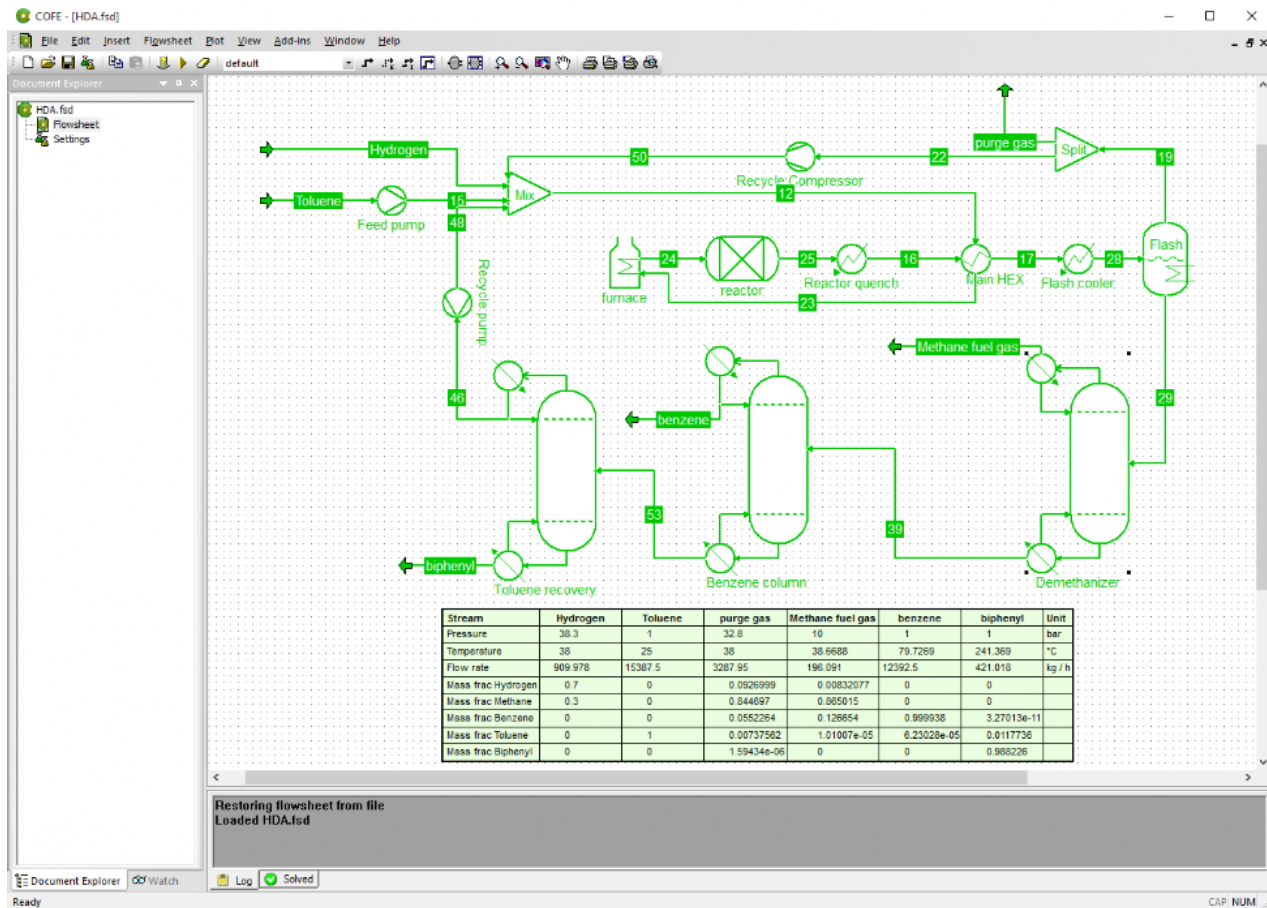 COFE - [HDA.fsd]
File Edit Insert Flowsheet Plot View Add-ins Window Help
default
Document Explorer
HDA.fsd
Flowsheet
Settings
purge gas
Split
19
Hydrogen
50
22
Recycle Compressor
12
Toluene
15
Mix
Feed pump
48
Flash
24
25
16
17
28
furnace
reactor
Reactor quench
Main HEX
Flash cooler
23
Recycle pump
Methane fuel gas
46
benzene
29
53
39
biphenyl
Toluene recovery
Benzene column
Demethanizer
Stream Hydrogen Toluene purge gas Methane fuel gas benzene biphenyl Unit
Pressure 38.3 1 32.8 10 1 1 bar
Temperature 38 25 38 38.6688 79.7269 241.369 °C
Flow rate 909.978 15387.5 3287.95 196.091 12392.5 421.018 kg / h
Mass frac Hydrogen 0.7 0 0.0926999 0.00832077 0 0
Mass frac Methane 0.3 0 0.844697 0.865015 0 0
Mass frac Benzene 0 0 0.0552264 0.126654 0.999938 3.27013e-11
Mass frac Toluene 0 1 0.00737562 1.01007e-05 6.23028e-05 0.0117736
Mass frac Biphenyl 0 0 1.59434e-06 0 0 0.988226
Restoring flowsheet from file
Loaded HDA.fsd
Document Explorer Watch Log Solved
Ready CAP NUM